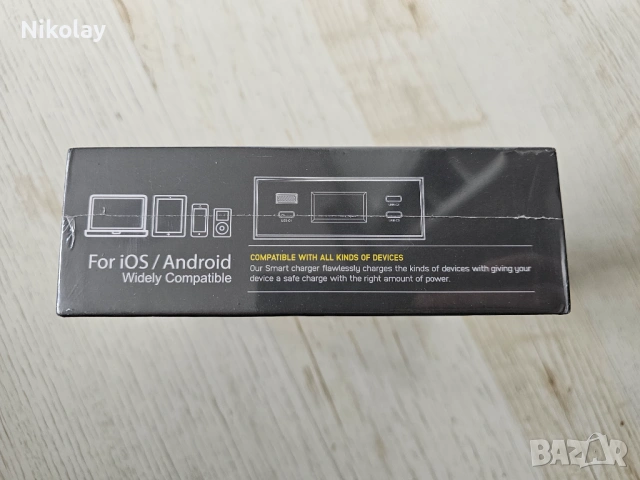 Nikolay
For iOS / Android
Widely Compatible
COMPATIBLE WITH ALL KINDS OF DEVICES
Our Smart charger flawlessly charges the kinds of devices with giving your
device a safe charge with the right amount of power.
BAZAR